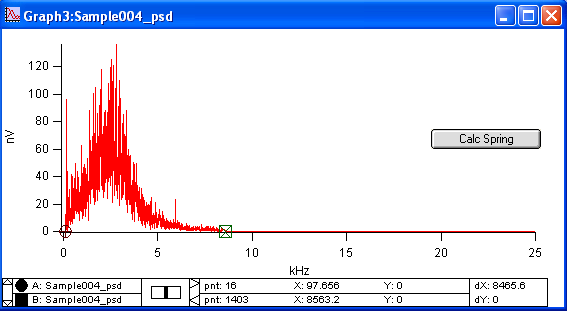 Graph3:Sample004_psd
120
100
80
60
40
20
0
nV
Calc Spring
0 5 10 15 20 25
kHz
A: Sample004_psd pnt: 16 X: 97.656 Y: 0 dX: 8465.6
B: Sample004_psd pnt: 1403 X: 8563.2 Y: 0 dY: 0